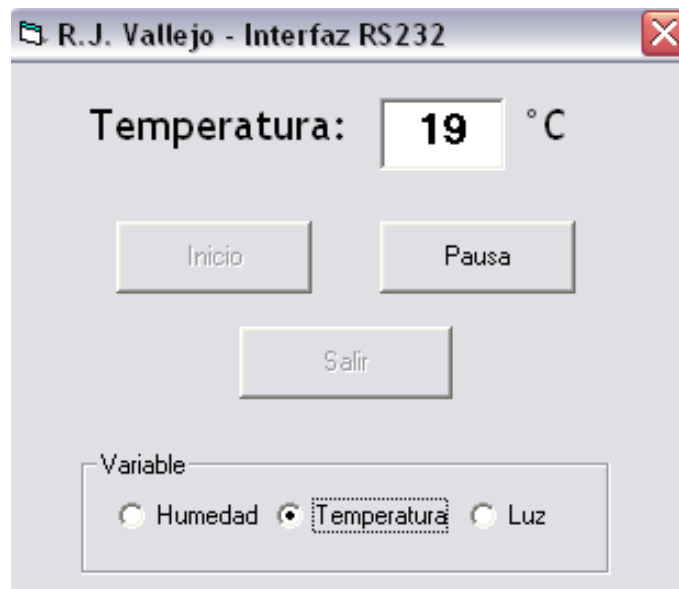 R.J. Vallejo - Interfaz RS232
Temperatura: 19 °C
Inicio Pausa
Salir
Variable
Humedad Temperatura Luz